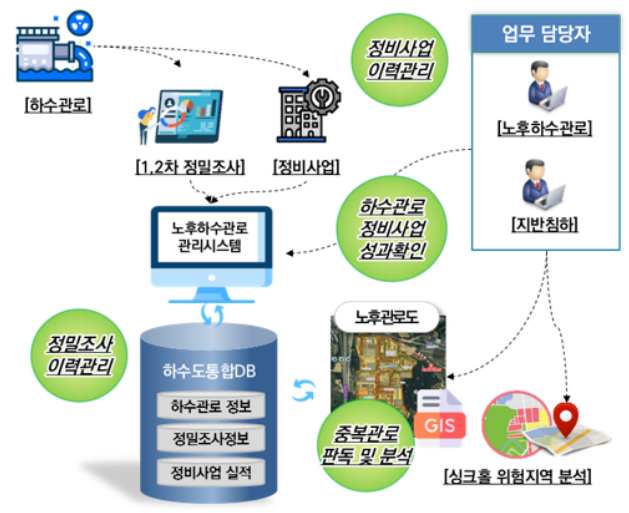 [하수관로]
정비사업
이력관리
업무 담당자
[노후하수관로]
[지반침하]
[1,2차 정밀조사]
[정비사업]
노후하수관로
관리시스템
하수관로
정비사업
성과확인
정밀조사
이력관리
하수도통합DB
하수관로 정보
정밀조사정보
정비사업 실적
노후관로도
GIS
중복관로
판독 및 분석
[싱크홀 위험지역 분석]